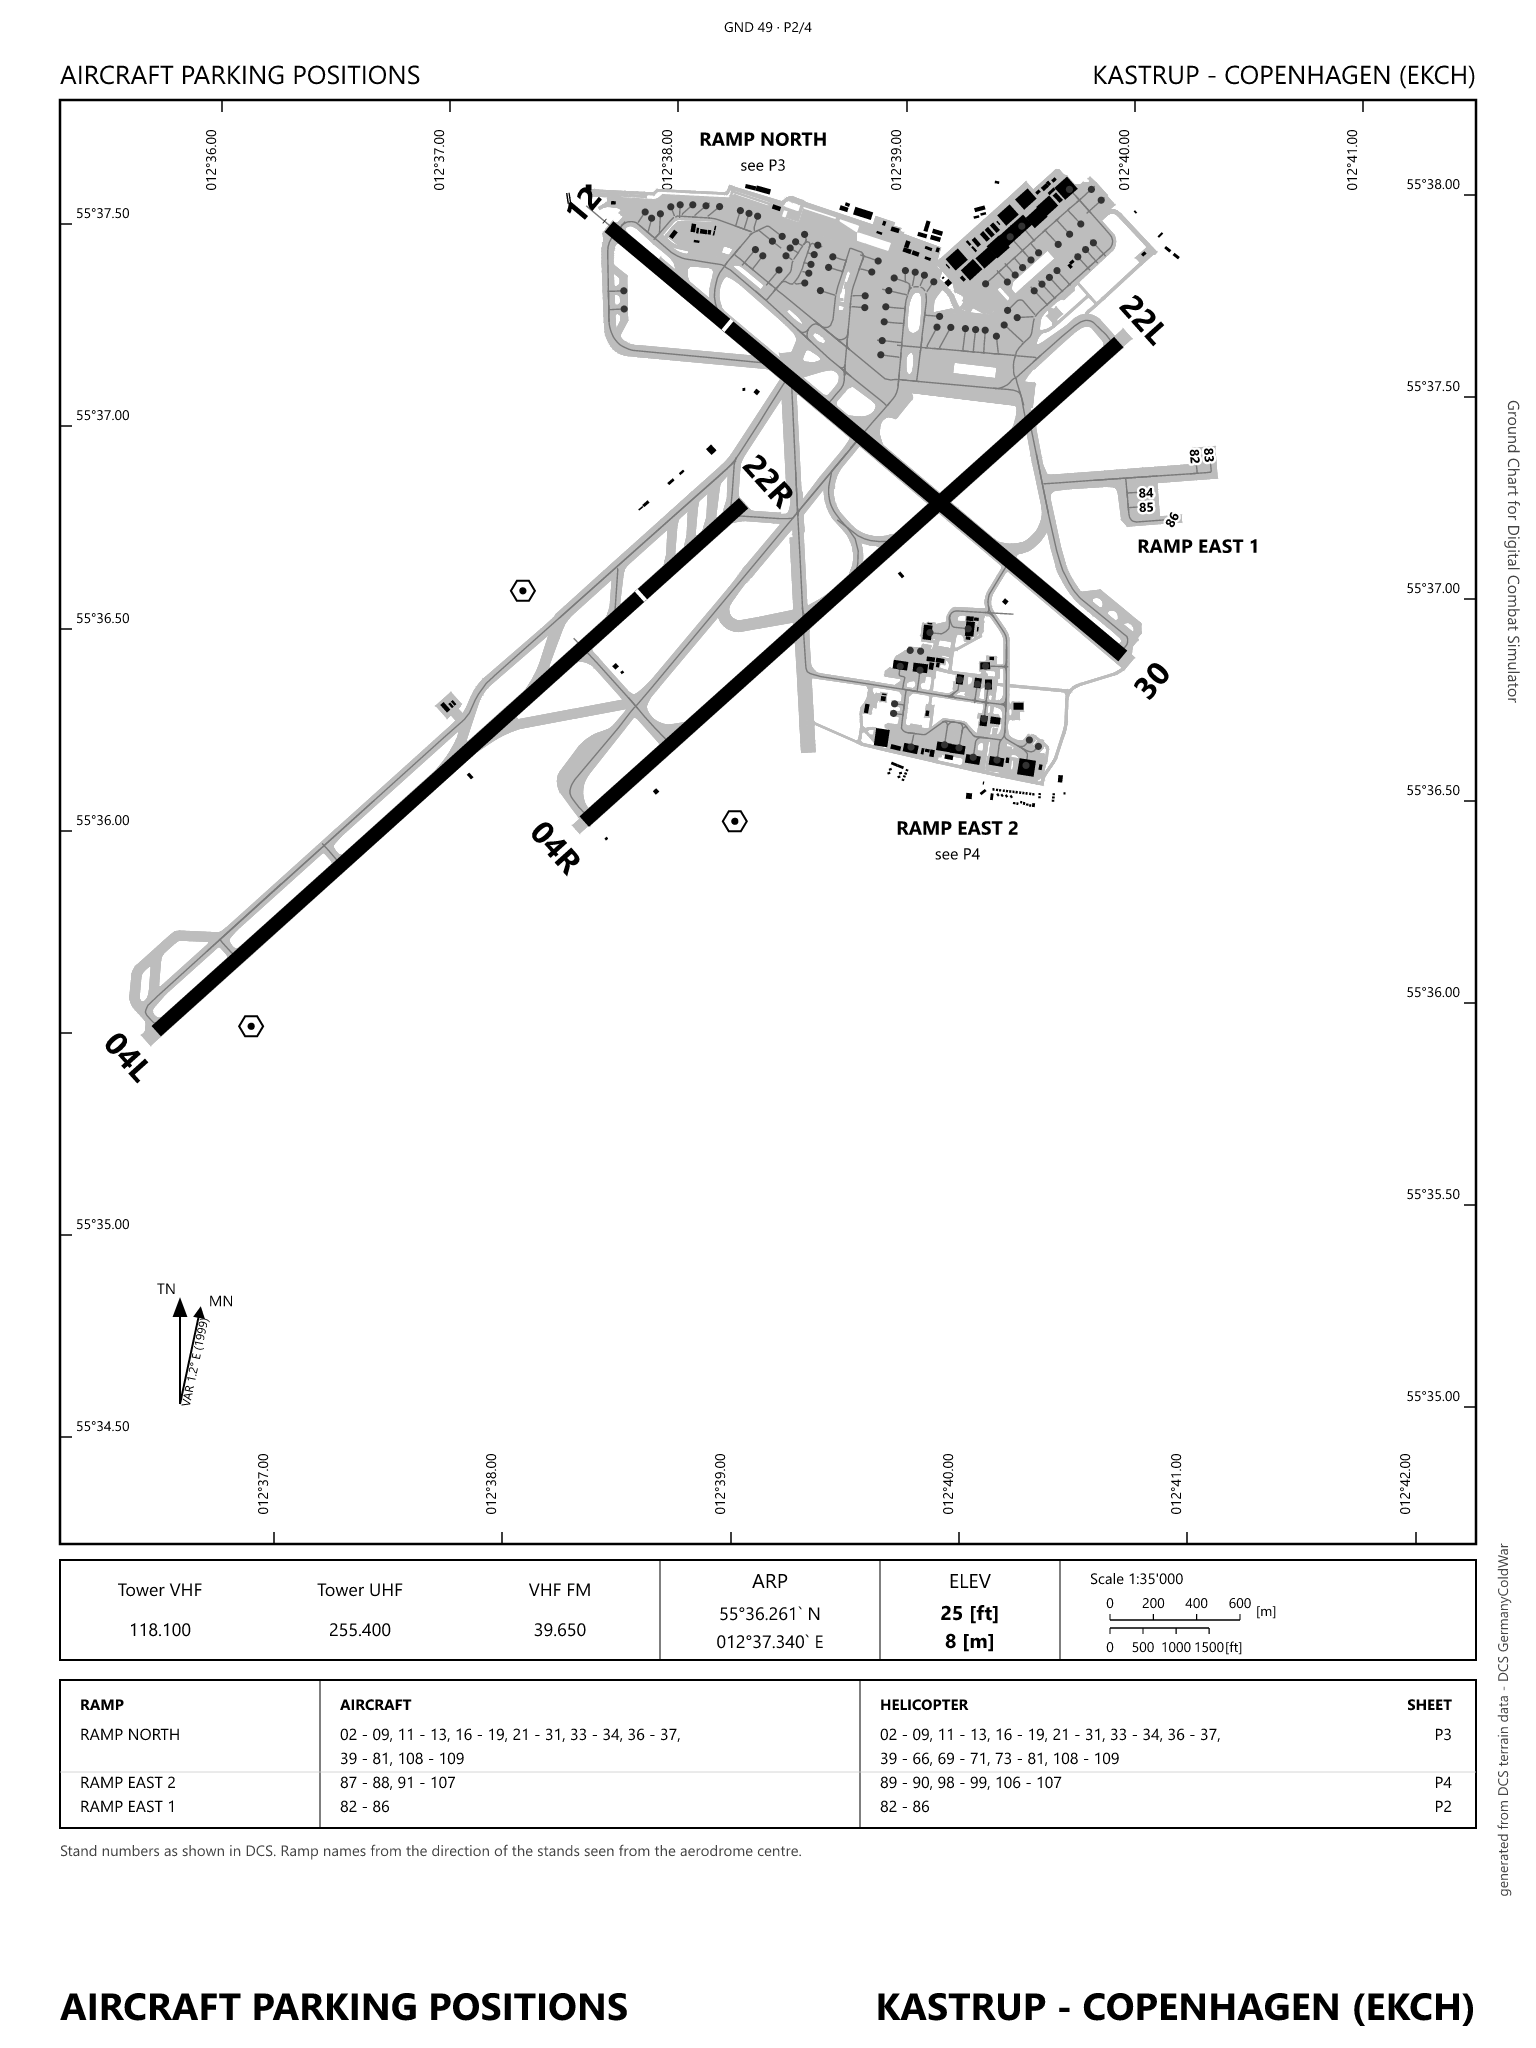 GND 49 · P2/4
AIRCRAFT PARKING POSITIONS
KASTRUP - COPENHAGEN (EKCH)
012°36.00
012°37.00
012°38.00
012°39.00
012°40.00
012°41.00
RAMP NORTH
see P3
55°38.00
55°37.50
12
22L
55°37.50
55°37.00
Ground Chart for Digital Combat Simulator
22R
82
83
84
85
86
RAMP EAST 1
55°37.00
55°36.50
30
55°36.50
55°36.00
04R
RAMP EAST 2
see P4
55°36.00
04L
55°35.50
55°35.00
TN
MN
VAR 1.2° E (1999)
55°35.00
55°34.50
012°37.00
012°38.00
012°39.00
012°40.00
012°41.00
012°42.00
Tower VHF
118.100
Tower UHF
255.400
VHF FM
39.650
ARP
55°36.261` N
012°37.340` E
ELEV
25 [ft]
8 [m]
Scale 1:35'000
0 200 400 600 [m]
0 500 1000 1500 [ft]
generated from DCS terrain data - DCS GermanyColdWar
RAMP AIRCRAFT HELICOPTER SHEET
RAMP NORTH 02 - 09, 11 - 13, 16 - 19, 21 - 31, 33 - 34, 36 - 37, 02 - 09, 11 - 13, 16 - 19, 21 - 31, 33 - 34, 36 - 37, P3
39 - 81, 108 - 109 39 - 66, 69 - 71, 73 - 81, 108 - 109
RAMP EAST 2 87 - 88, 91 - 107 89 - 90, 98 - 99, 106 - 107 P4
RAMP EAST 1 82 - 86 82 - 86 P2
Stand numbers as shown in DCS. Ramp names from the direction of the stands seen from the aerodrome centre.
AIRCRAFT PARKING POSITIONS
KASTRUP - COPENHAGEN (EKCH)